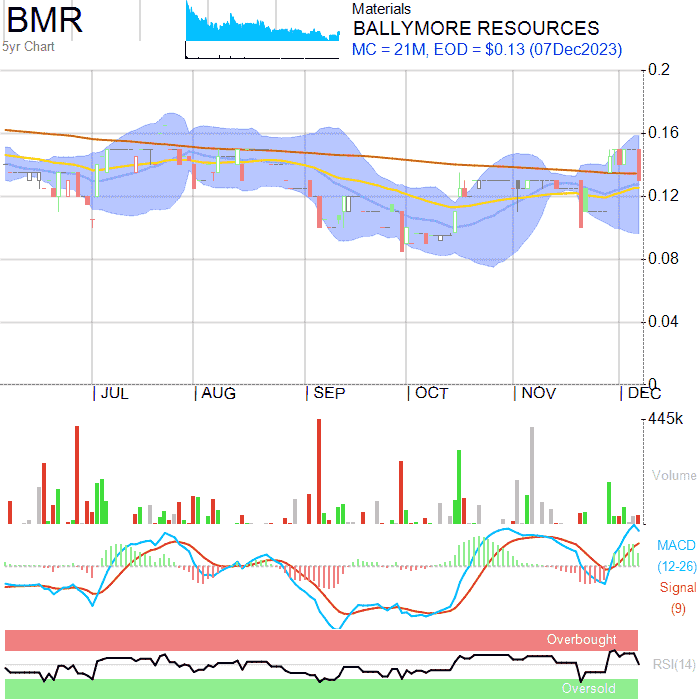 BMR
5yr Chart
Materials
BALLYMORE RESOURCES
MC = 21M, EOD = $0.13 (07Dec2023)
0.2
0.16
0.12
0.08
0.04
0
JUL AUG SEP OCT NOV DEC
445k
Volume
MACD
(12-26)
Signal
(9)
Overbought
RSI(14)
Oversold